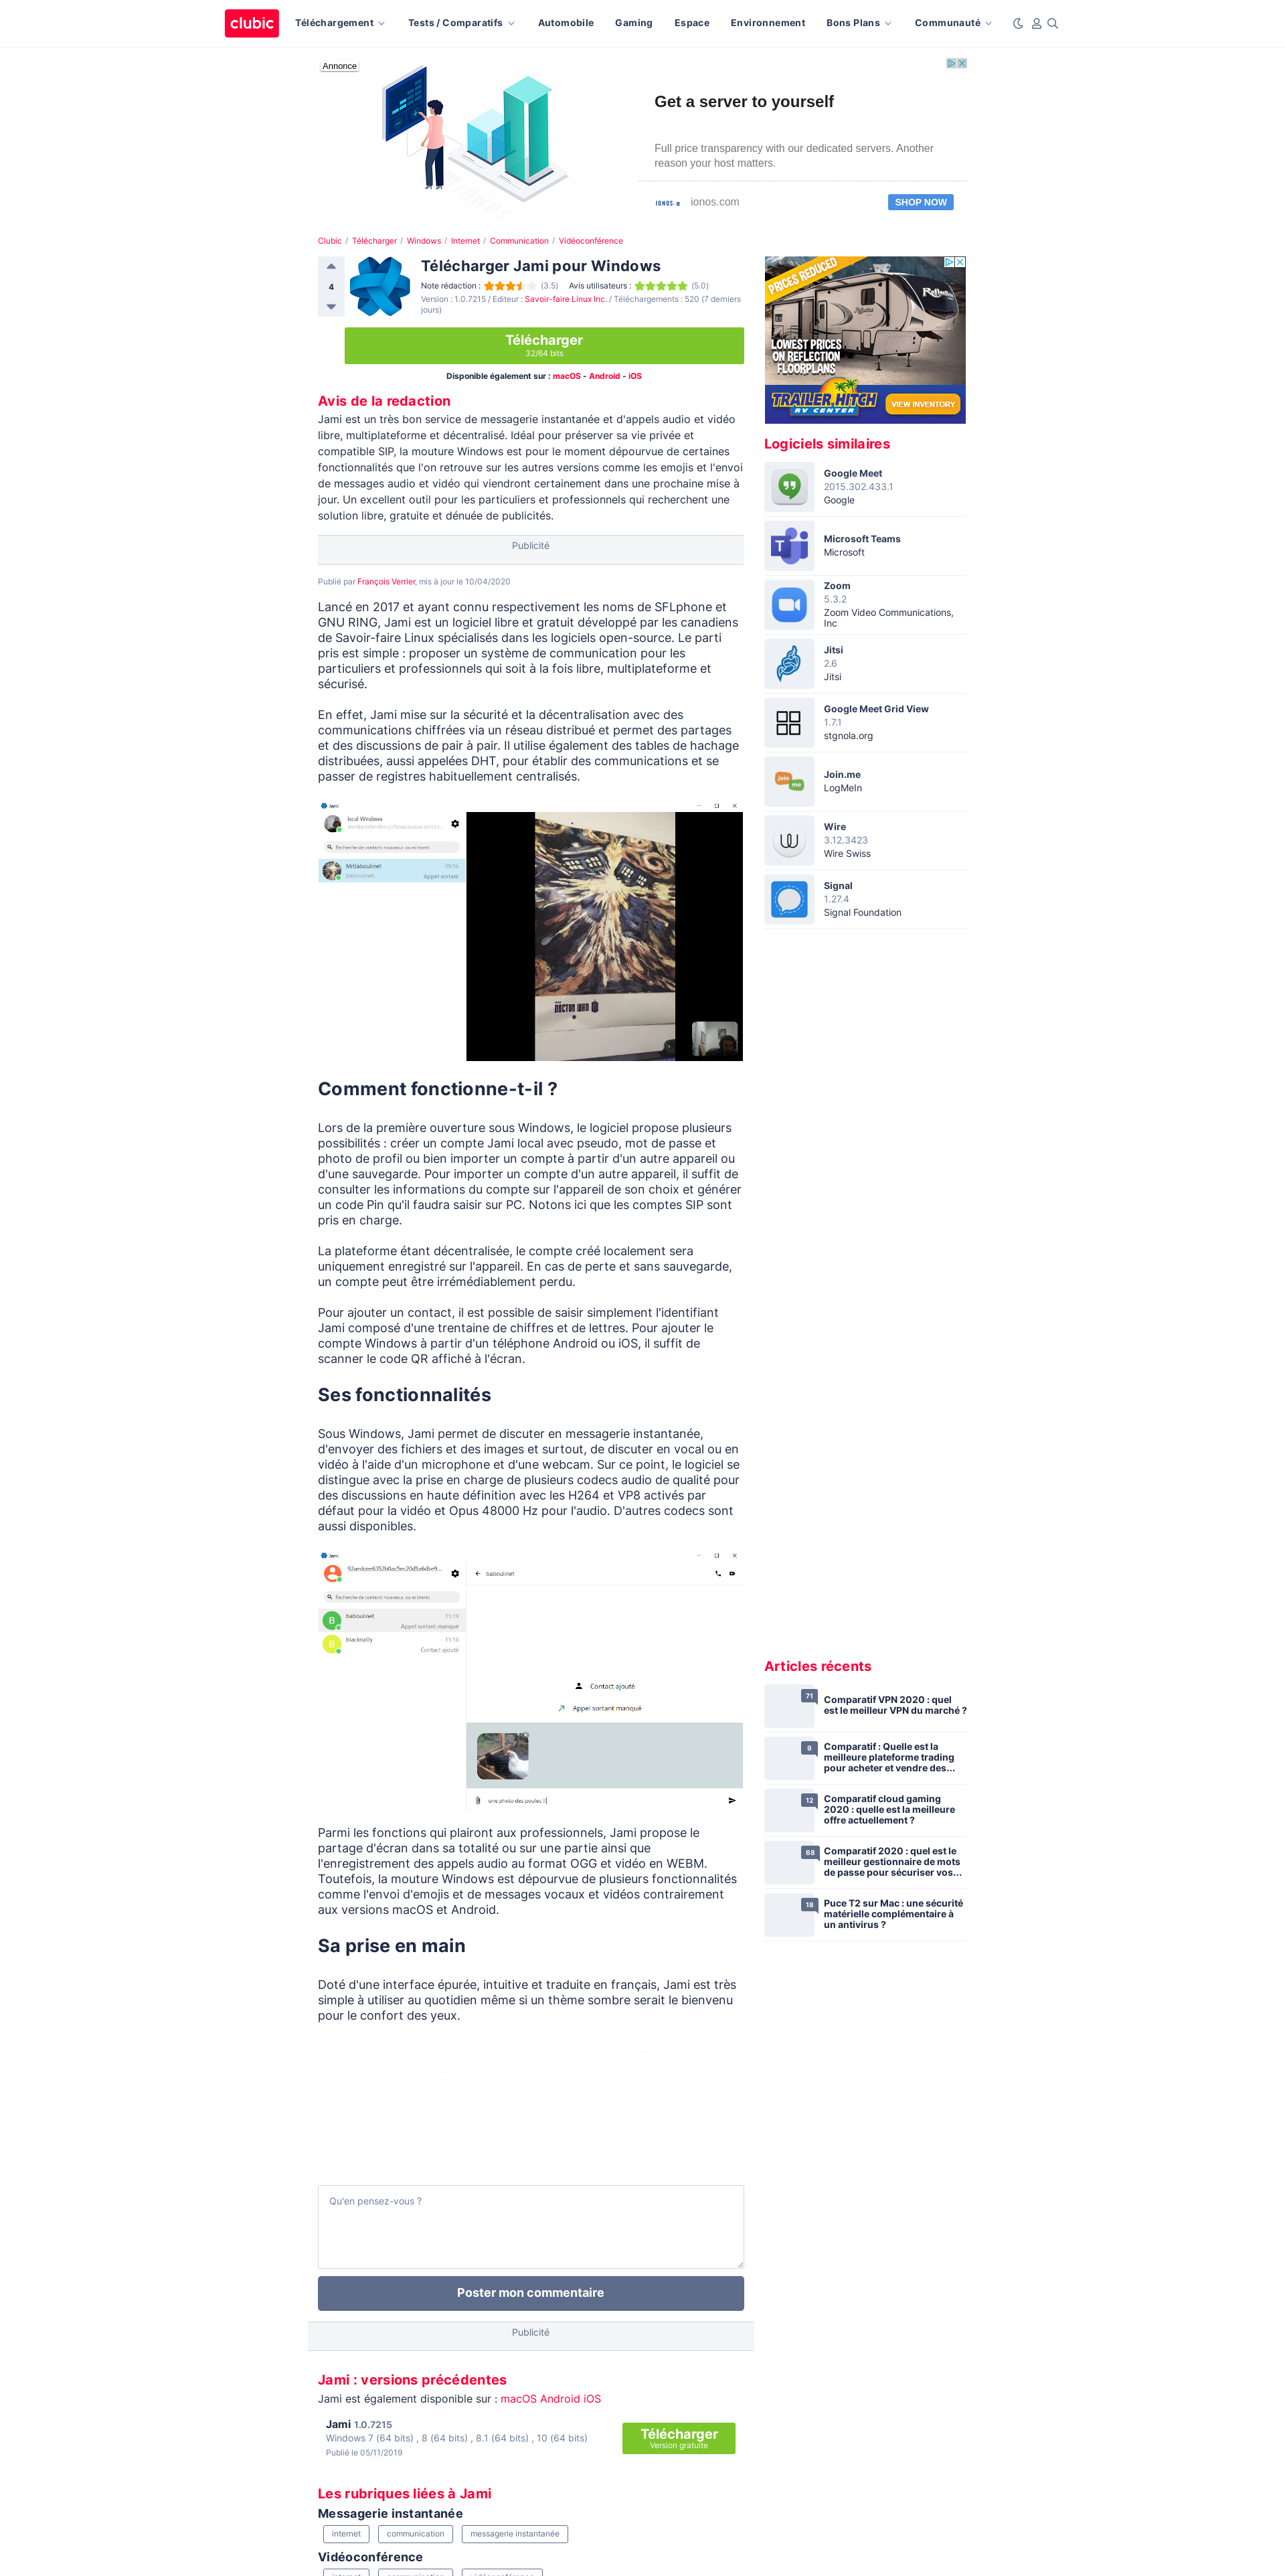 clubic
Téléchargement
Tests / Comparatifs
Automobile
Gaming
Espace
Environnement
Bons Plans
Communauté
Annonce
Get a server to yourself
Full price transparency with our dedicated servers. Another
reason your host matters.
IONOS
ionos.com
SHOP NOW
Clubic / Télécharger / Windows / Internet / Communication / Vidéoconférence
4
Télécharger Jami pour Windows
Note rédaction : (3.5) Avis utilisateurs : (5.0)
Version : 1.0.7215 / Editeur : Savoir-faire Linux Inc. / Téléchargements : 520 (7 derniers
jours)
Télécharger
32/64 bits
Disponible également sur : macOS - Android - iOS
Avis de la redaction
Jami est un très bon service de messagerie instantanée et d'appels audio et vidéo
libre, multiplateforme et décentralisé. Idéal pour préserver sa vie privée et
compatible SIP, la mouture Windows est pour le moment dépourvue de certaines
fonctionnalités que l'on retrouve sur les autres versions comme les emojis et l'envoi
de messages audio et vidéo qui viendront certainement dans une prochaine mise à
jour. Un excellent outil pour les particuliers et professionnels qui recherchent une
solution libre, gratuite et dénuée de publicités.
Publicité
Publié par François Verrier, mis à jour le 10/04/2020
Lancé en 2017 et ayant connu respectivement les noms de SFLphone et
GNU RING, Jami est un logiciel libre et gratuit développé par les canadiens
de Savoir-faire Linux spécialisés dans les logiciels open-source. Le parti
pris est simple : proposer un système de communication pour les
particuliers et professionnels qui soit à la fois libre, multiplateforme et
sécurisé.
En effet, Jami mise sur la sécurité et la décentralisation avec des
communications chiffrées via un réseau distribué et permet des partages
et des discussions de pair à pair. Il utilise également des tables de hachage
distribuées, aussi appelées DHT, pour établir des communications et se
passer de registres habituellement centralisés.
Jami
local Windows
Recherche de contacts nouveaux ou existants
Mrilaboulinet 09:16
baboulinet Appel sortant
DOCTOR WHO
Comment fonctionne-t-il ?
Lors de la première ouverture sous Windows, le logiciel propose plusieurs
possibilités : créer un compte Jami local avec pseudo, mot de passe et
photo de profil ou bien importer un compte à partir d'un autre appareil ou
d'une sauvegarde. Pour importer un compte d'un autre appareil, il suffit de
consulter les informations du compte sur l'appareil de son choix et générer
un code Pin qu'il faudra saisir sur PC. Notons ici que les comptes SIP sont
pris en charge.
La plateforme étant décentralisée, le compte créé localement sera
uniquement enregistré sur l'appareil. En cas de perte et sans sauvegarde,
un compte peut être irrémédiablement perdu.
Pour ajouter un contact, il est possible de saisir simplement l'identifiant
Jami composé d'une trentaine de chiffres et de lettres. Pour ajouter le
compte Windows à partir d'un téléphone Android ou iOS, il suffit de
scanner le code QR affiché à l'écran.
Ses fonctionnalités
Sous Windows, Jami permet de discuter en messagerie instantanée,
d'envoyer des fichiers et des images et surtout, de discuter en vocal ou en
vidéo à l'aide d'un microphone et d'une webcam. Sur ce point, le logiciel se
distingue avec la prise en charge de plusieurs codecs audio de qualité pour
des discussions en haute définition avec les H264 et VP8 activés par
défaut pour la vidéo et Opus 48000 Hz pour l'audio. D'autres codecs sont
aussi disponibles.
Jami
92aedcee6352b0ac5ec20d5a6dbe9...
baboulinet
Recherche de contacts nouveaux ou existants
B
baboulinet 15:19
Appel sortant manqué
B
blacknatty 15:18
Contact ajouté
Contact ajouté
Appel sortant manqué
une photo des poules !
Parmi les fonctions qui plairont aux professionnels, Jami propose le
partage d'écran dans sa totalité ou sur une partie ainsi que
l'enregistrement des appels audio au format OGG et vidéo en WEBM.
Toutefois, la mouture Windows est dépourvue de plusieurs fonctionnalités
comme l'envoi d'emojis et de messages vocaux et vidéos contrairement
aux versions macOS et Android.
Sa prise en main
Doté d'une interface épurée, intuitive et traduite en français, Jami est très
simple à utiliser au quotidien même si un thème sombre serait le bienvenu
pour le confort des yeux.
Qu'en pensez-vous ?
Poster mon commentaire
Publicité
Jami : versions précédentes
Jami est également disponible sur : macOS Android iOS
Jami 1.0.7215
Windows 7 (64 bits) , 8 (64 bits) , 8.1 (64 bits) , 10 (64 bits)
Publié le 05/11/2019
Télécharger
Version gratuite
Les rubriques liées à Jami
Messagerie instantanée
internet
communication
messagerie instantanée
Vidéoconférence
PRICES REDUCED
Reflection
LOWEST PRICES
ON REFLECTION
FLOORPLANS
TRAILER HITCH
RV CENTER
VIEW INVENTORY
Logiciels similaires
Google Meet
2015.302.433.1
Google
Microsoft Teams
Microsoft
Zoom
5.3.2
Zoom Video Communications,
Inc
Jitsi
2.6
Jitsi
Google Meet Grid View
1.7.1
stgnola.org
join
me
Join.me
LogMeIn
Wire
3.12.3423
Wire Swiss
Signal
1.27.4
Signal Foundation
Articles récents
71
Comparatif VPN 2020 : quel
est le meilleur VPN du marché ?
9
Comparatif : Quelle est la
meilleure plateforme trading
pour acheter et vendre des...
12
Comparatif cloud gaming
2020 : quelle est la meilleure
offre actuellement ?
68
Comparatif 2020 : quel est le
meilleur gestionnaire de mots
de passe pour sécuriser vos...
18
Puce T2 sur Mac : une sécurité
matérielle complémentaire à
un antivirus ?